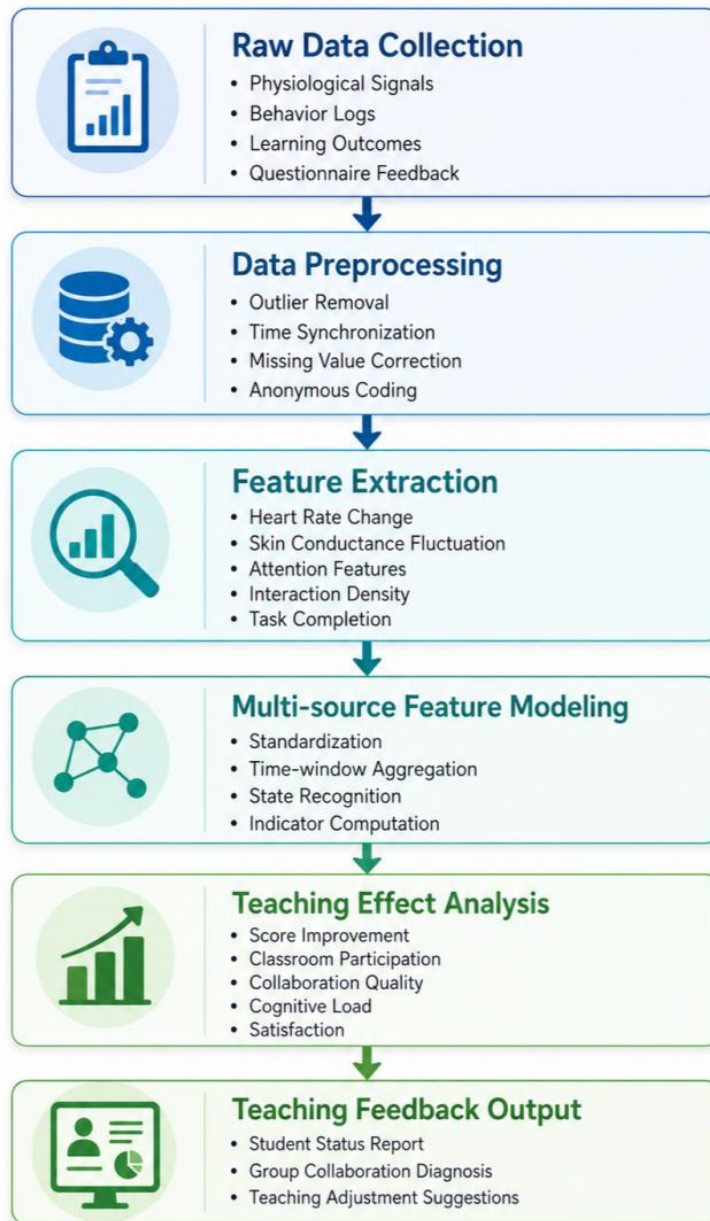 Raw Data Collection
• Physiological Signals
• Behavior Logs
• Learning Outcomes
• Questionnaire Feedback
Data Preprocessing
• Outlier Removal
• Time Synchronization
• Missing Value Correction
• Anonymous Coding
Feature Extraction
• Heart Rate Change
• Skin Conductance Fluctuation
• Attention Features
• Interaction Density
• Task Completion
Multi-source Feature Modeling
• Standardization
• Time-window Aggregation
• State Recognition
• Indicator Computation
Teaching Effect Analysis
• Score Improvement
• Classroom Participation
• Collaboration Quality
• Cognitive Load
• Satisfaction
Teaching Feedback Output
• Student Status Report
• Group Collaboration Diagnosis
• Teaching Adjustment Suggestions